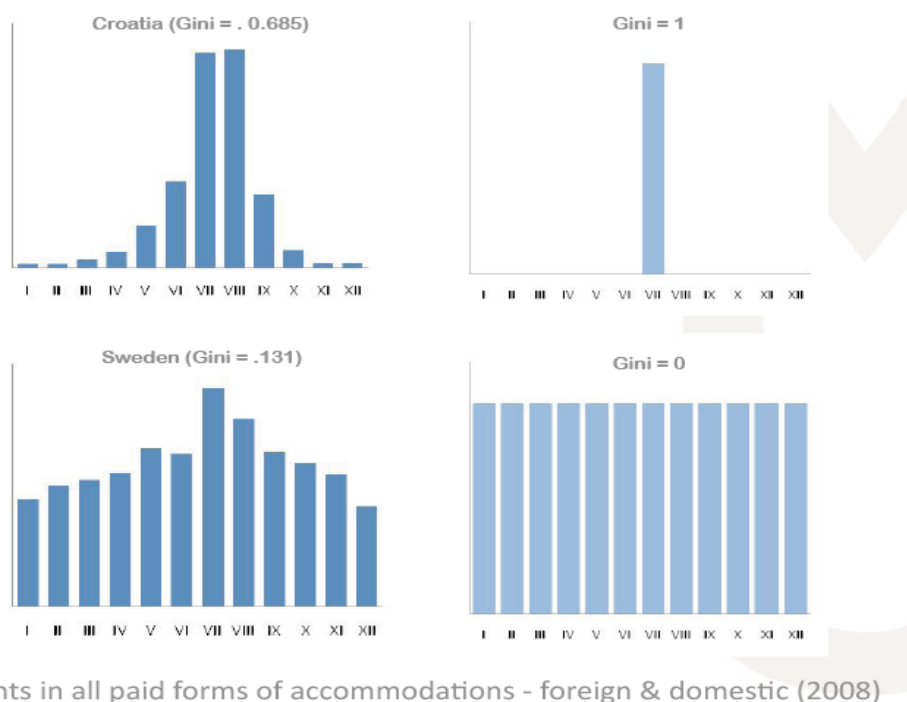 Croatia (Gini = . 0.685)
I II III IV V VI VII VIII IX X XI XII
Gini = 1
I II III IV V VI VII VIII IX X XII XII
Sweden (Gini = .131)
I II III IV V VI VII VIII IX X XI XII
Gini = 0
I II III IV V VI VII VIII IX X XII XII
nts in all paid forms of accommodations - foreign & domestic (2008)